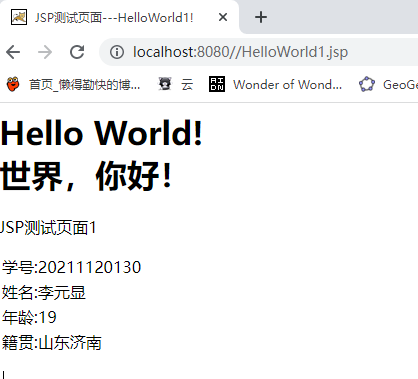 JSP测试页面---HelloWorld1!
localhost:8080//HelloWorld1.jsp
首页_懒得勤快的博... 云 Wonder of Wond... GeoGe
Hello World!
世界，你好！
JSP测试页面1
学号:20211120130
姓名:李元显
年龄:19
籍贯:山东济南